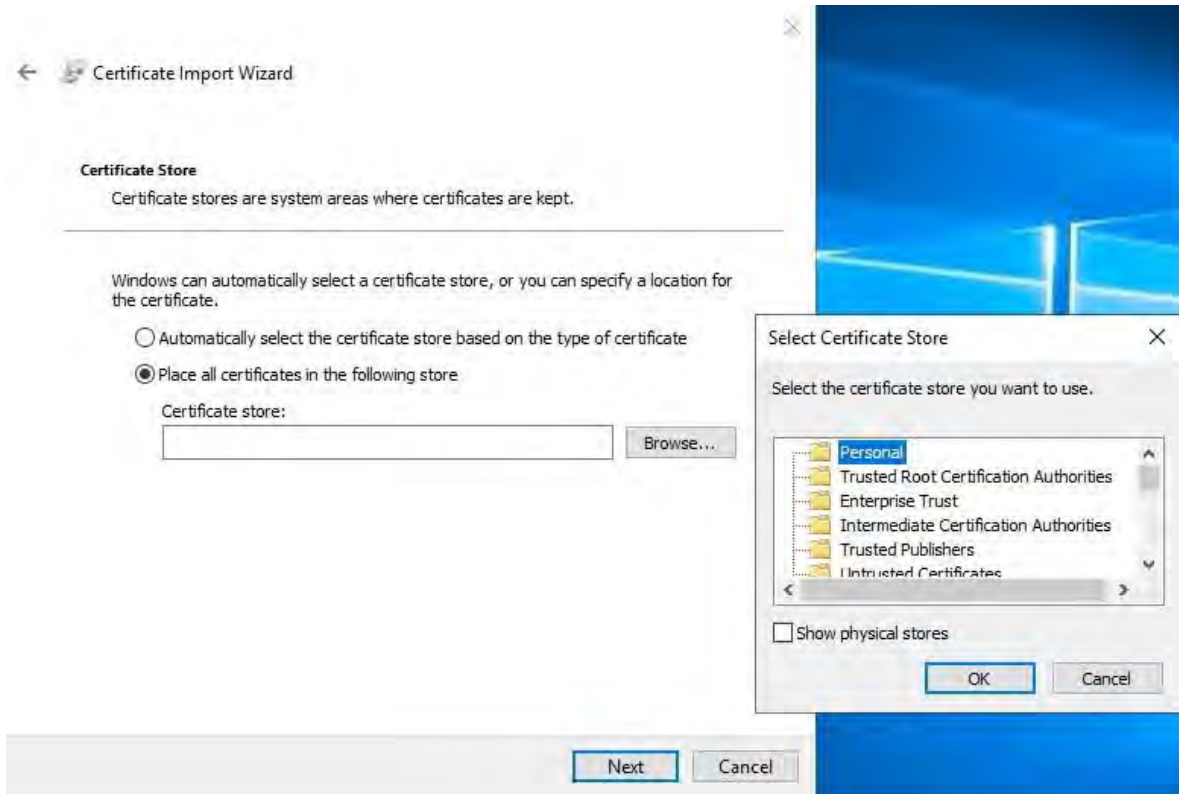 Certificate Import Wizard
Certificate Store
Certificate stores are system areas where certificates are kept.
Windows can automatically select a certificate store, or you can specify a location for
the certificate.
Automatically select the certificate store based on the type of certificate
Place all certificates in the following store
Certificate store:
Browse...
Next
Cancel
Select Certificate Store
Select the certificate store you want to use.
Personal
Trusted Root Certification Authorities
Enterprise Trust
Intermediate Certification Authorities
Trusted Publishers
Untrusted Certificates
Show physical stores
OK
Cancel